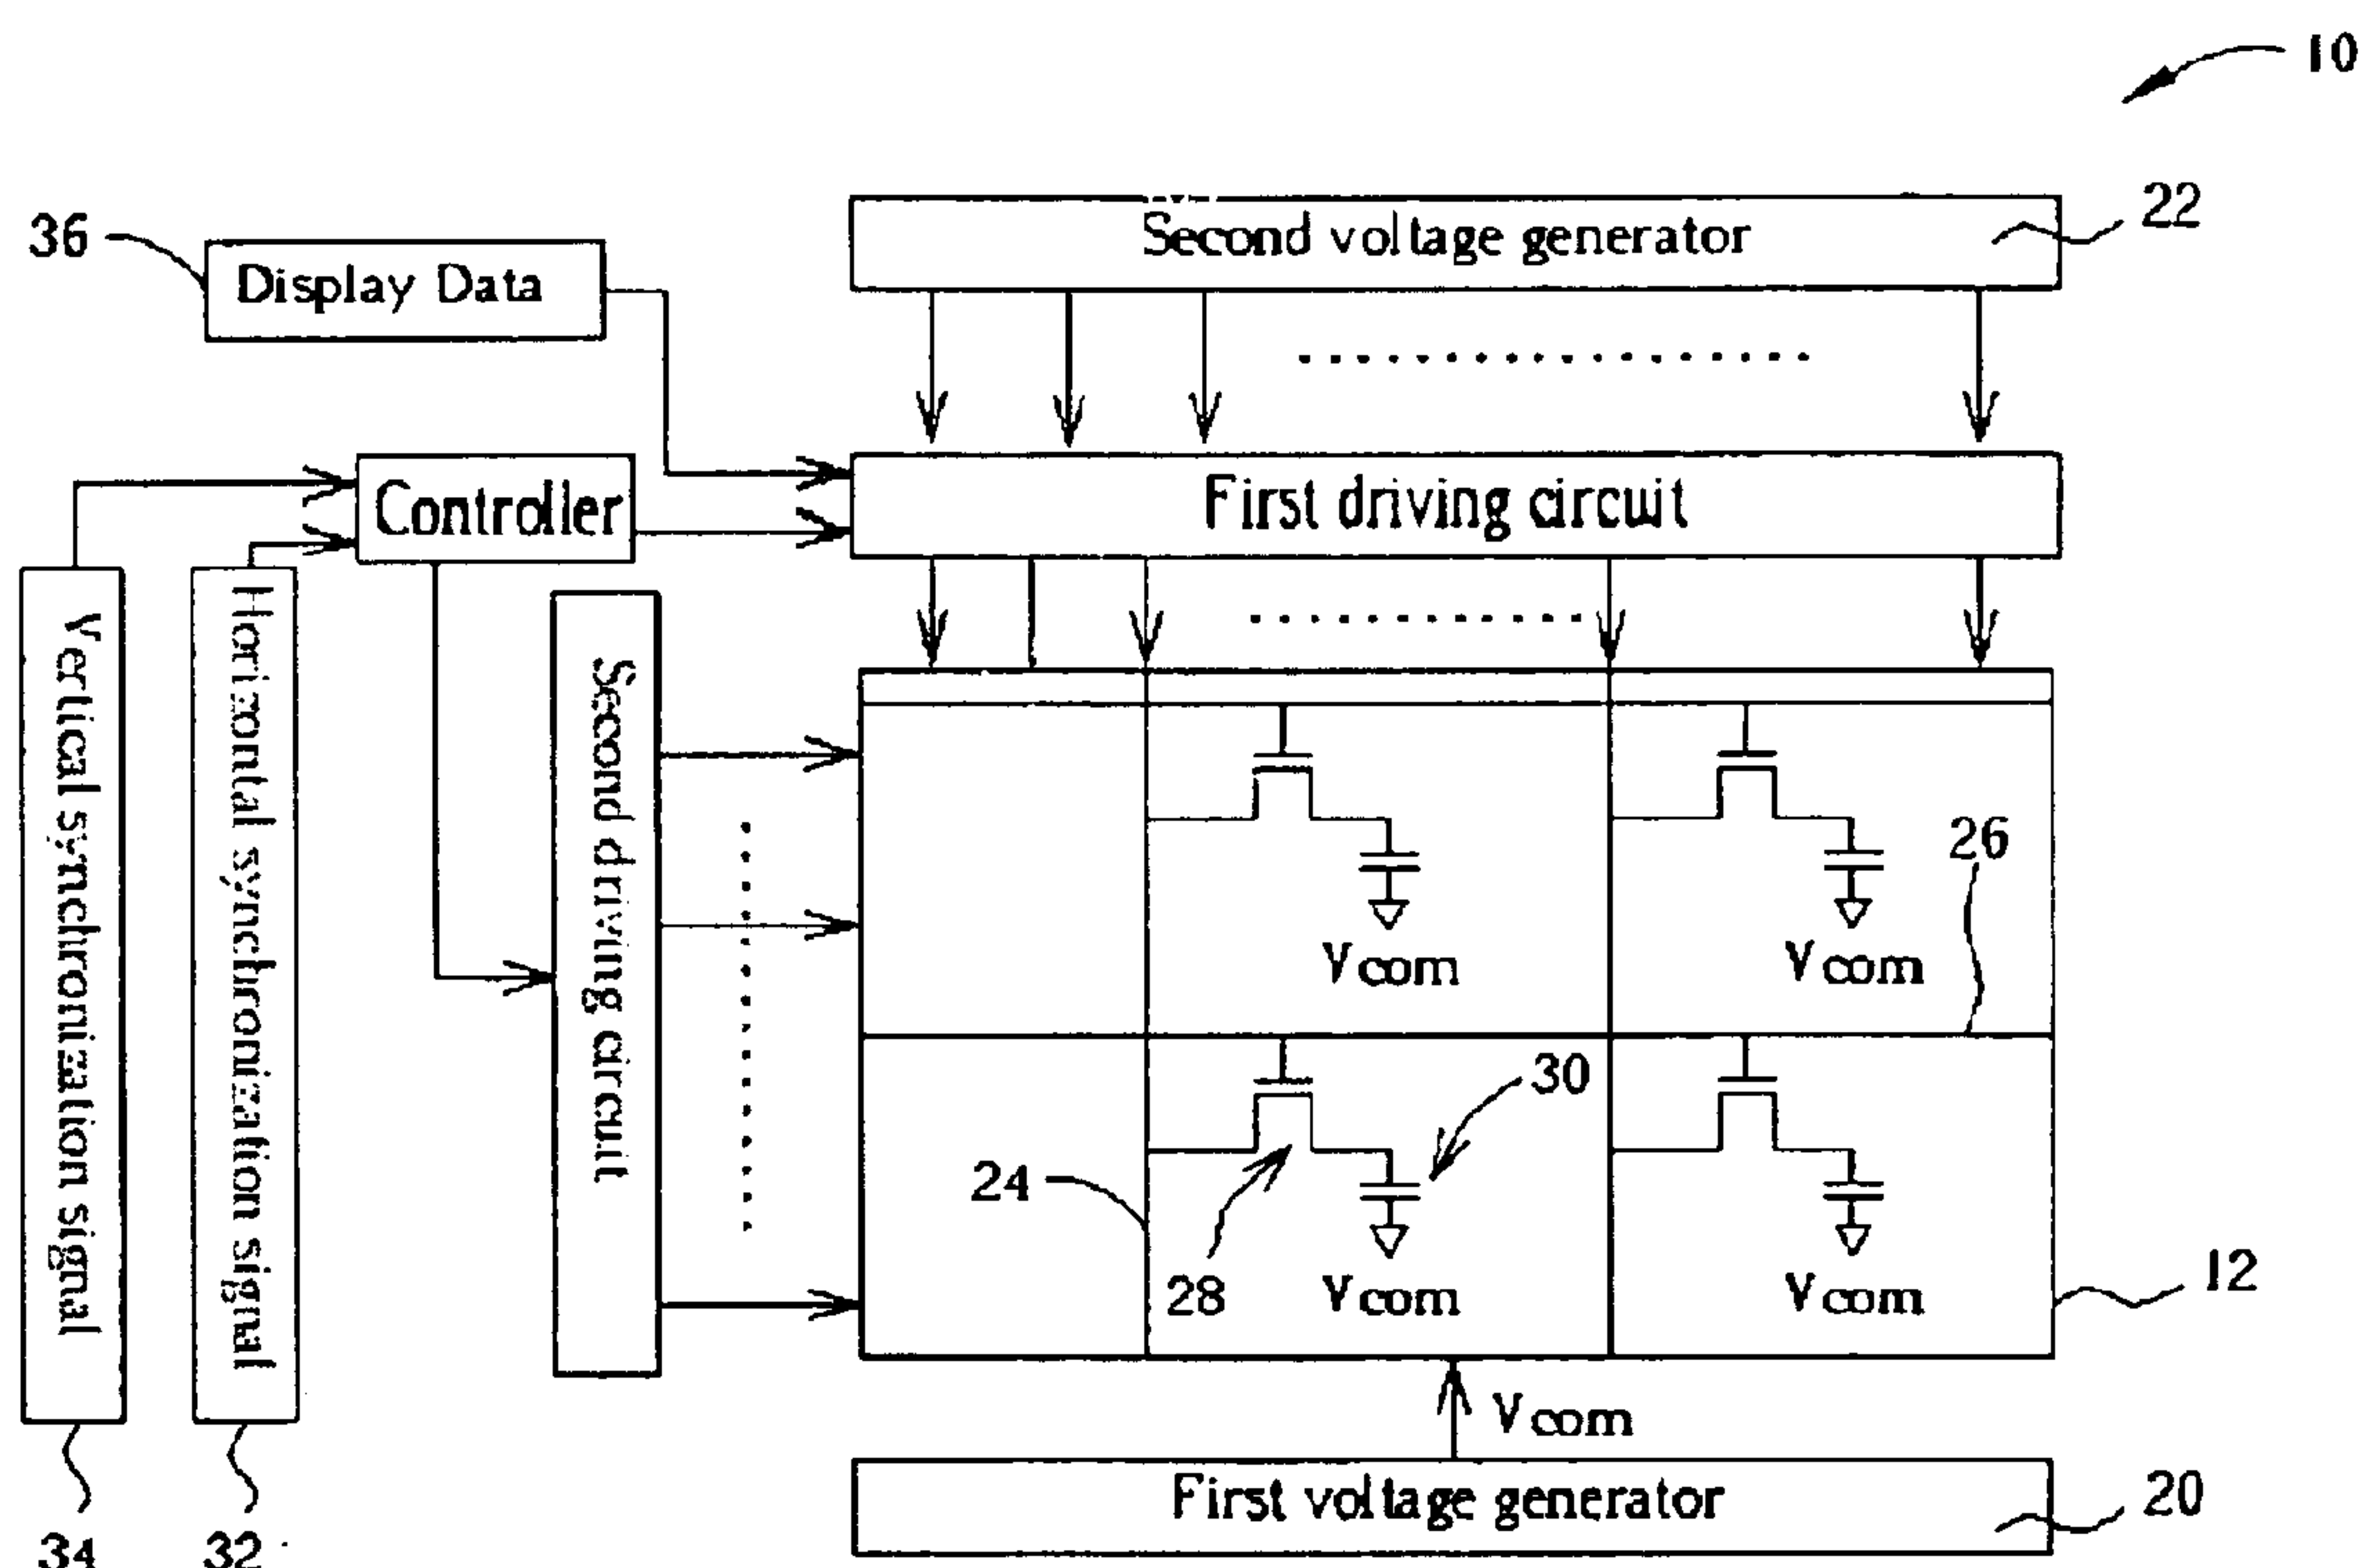 10
Second voltage generator
22
36
Display Data
Controller
First driving circuit
Vertical synchronization signal
Horizontal synchronization signal
Second driving circuit
Vcom
Vcom
26
30
24
28
Vcom
Vcom
12
Vcom
First voltage generator
20
34
32